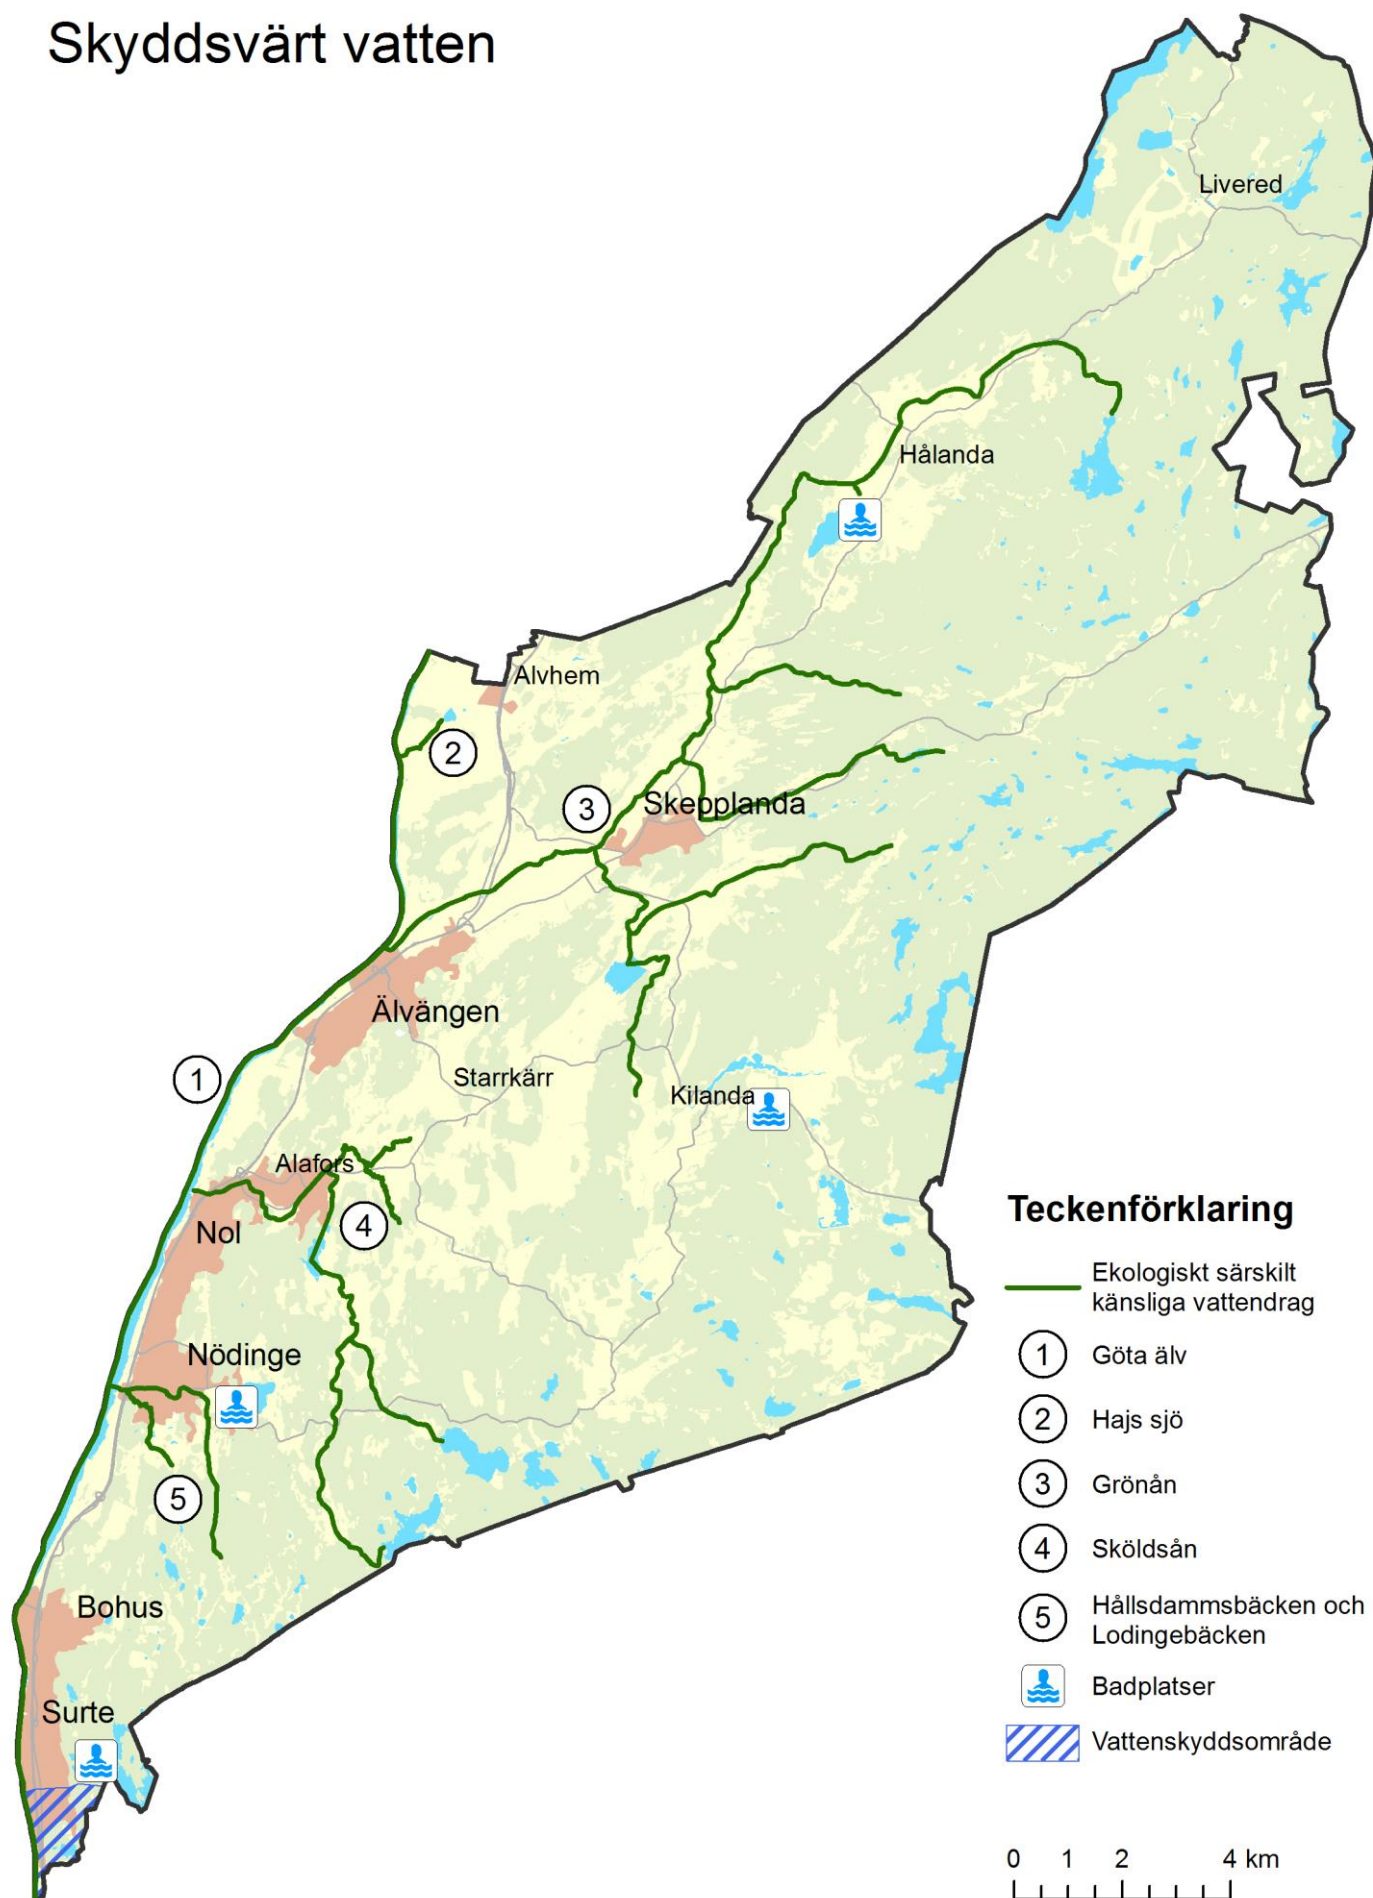 Skyddsvärt vatten
Livered
Hålanda
Alvhem
2
3
Skepplanda
Älvängen
1
Starrkärr
Kilanda
Alafors
4
Nol
Nödinge
5
Bohus
Surte
Teckenförklaring
Ekologiskt särskilt
känsliga vattendrag
1 Göta älv
2 Hajs sjö
3 Grönån
4 Sköldsån
5 Hållsdammsbäcken och
Lodingebäcken
Badplatser
Vattenskyddsområde
0 1 2 4 km